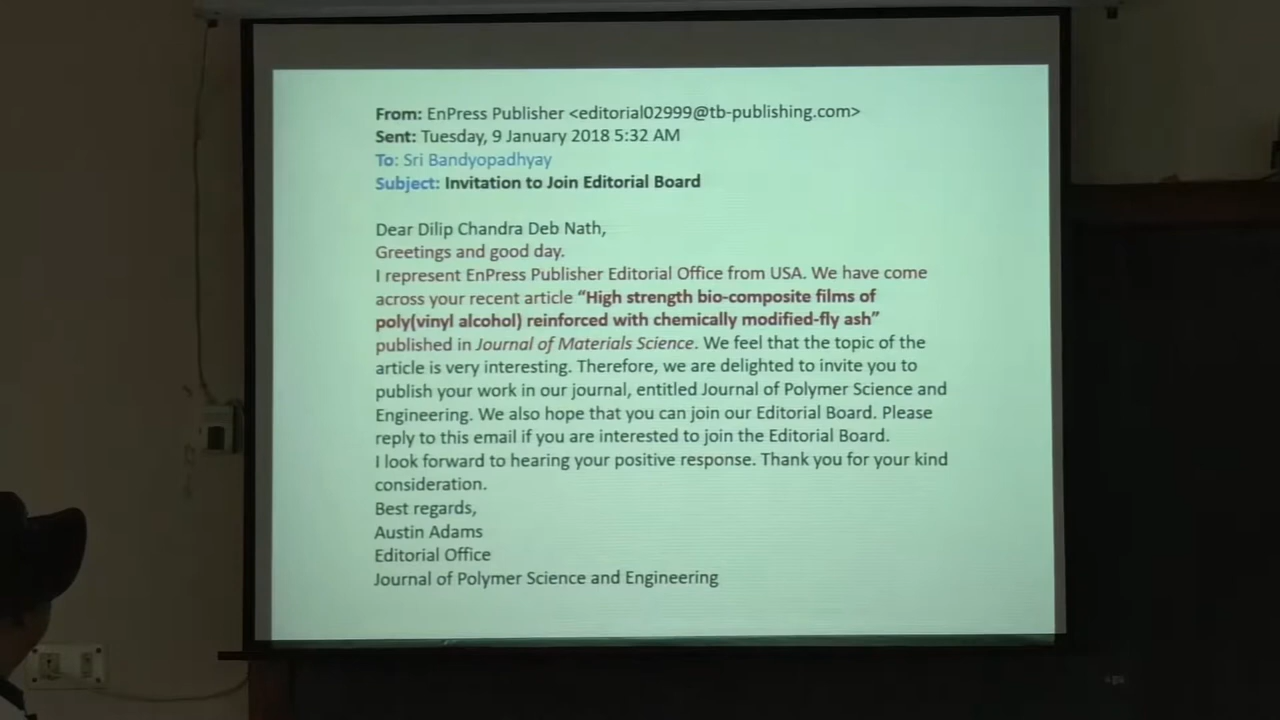 From: EnPress Publisher <editorial02999@tb-publishing.com>
Sent: Tuesday, 9 January 2018 5:32 AM
To: Sri Bandyopadhyay
Subject: Invitation to Join Editorial Board
Dear Dilip Chandra Deb Nath,
Greetings and good day.
I represent EnPress Publisher Editorial Office from USA. We have come
across your recent article “High strength bio-composite films of
poly(vinyl alcohol) reinforced with chemically modified-fly ash”
published in Journal of Materials Science. We feel that the topic of the
article is very interesting. Therefore, we are delighted to invite you to
publish your work in our journal, entitled Journal of Polymer Science and
Engineering. We also hope that you can join our Editorial Board. Please
reply to this email if you are interested to join the Editorial Board.
I look forward to hearing your positive response. Thank you for your kind
consideration.
Best regards,
Austin Adams
Editorial Office
Journal of Polymer Science and Engineering